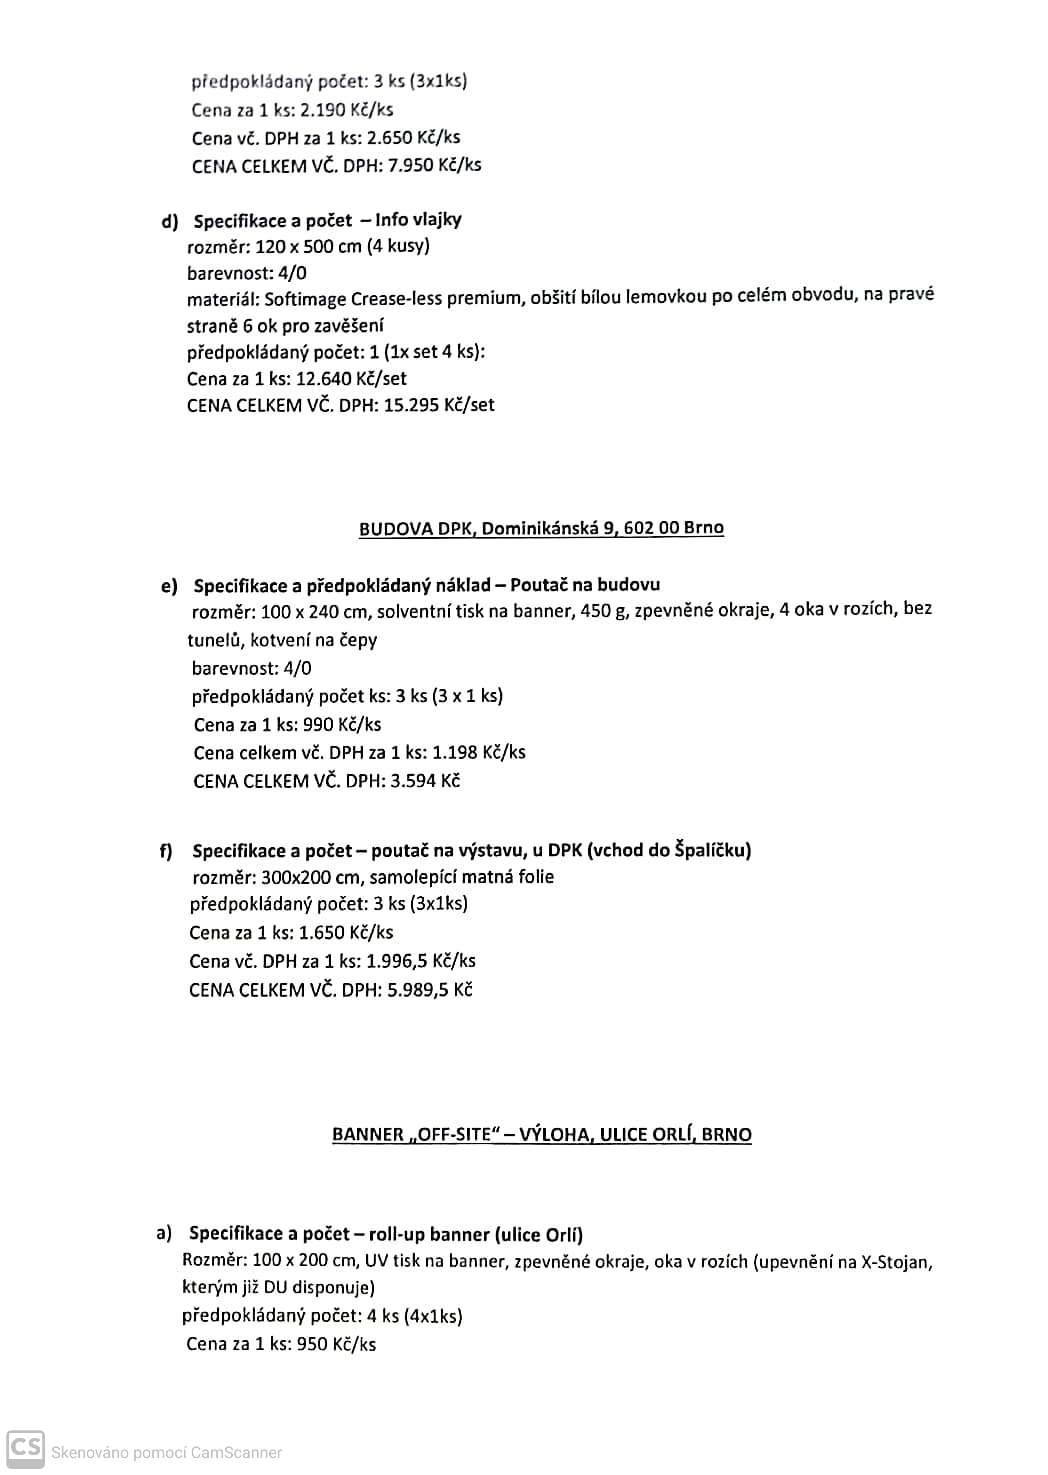 předpokládaný počet: 3 ks (3x1ks)
Cena za 1 ks: 2.190 Kč/ks
Cena vč. DPH za 1 ks: 2.650 Kč/ks
CENA CELKEM VČ. DPH: 7.950 Kč/ks
d) Specifikace a počet – Info vlajky
rozměr: 120 x 500 cm (4 kusy)
barevnost: 4/0
materiál: Softimage Crease-less premium, obšití bílou lemovkou po celém obvodu, na pravé
straně 6 ok pro zavěšení
předpokládaný počet: 1 (1x set 4 ks):
Cena za 1 ks: 12.640 Kč/set
CENA CELKEM VČ. DPH: 15.295 Kč/set
BUDOVA DPK, Dominikánská 9, 602 00 Brno
e) Specifikace a předpokládaný náklad – Poutač na budovu
rozměr: 100 x 240 cm, solventní tisk na banner, 450 g, zpevněné okraje, 4 oka v rozích, bez
tunelů, kotvení na čepy
barevnost: 4/0
předpokládaný počet ks: 3 ks (3 x 1 ks)
Cena za 1 ks: 990 Kč/ks
Cena celkem vč. DPH za 1 ks: 1.198 Kč/ks
CENA CELKEM VČ. DPH: 3.594 Kč
f) Specifikace a počet – poutač na výstavu, u DPK (vchod do Špalíčku)
rozměr: 300x200 cm, samolepící matná folie
předpokládaný počet: 3 ks (3x1ks)
Cena za 1 ks: 1.650 Kč/ks
Cena vč. DPH za 1 ks: 1.996,5 Kč/ks
CENA CELKEM VČ. DPH: 5.989,5 Kč
BANNER „OFF-SITE“ – VÝLOHA, ULICE ORLÍ, BRNO
a) Specifikace a počet – roll-up banner (ulice Orlí)
Rozměr: 100 x 200 cm, UV tisk na banner, zpevněné okraje, oka v rozích (upevnění na X-Stojan,
kterým již DU disponuje)
předpokládaný počet: 4 ks (4x1ks)
Cena za 1 ks: 950 Kč/ks
CS Skenováno pomocí CamScanner